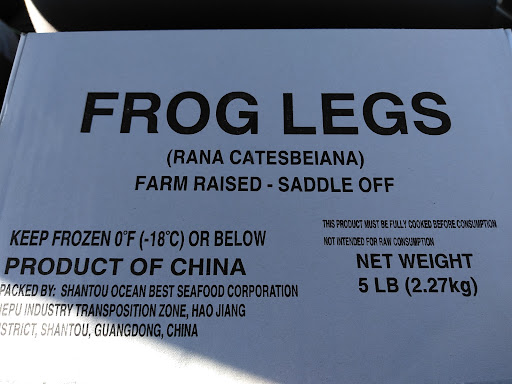 FROG LEGS
(RANA CATESBEIANA)
FARM RAISED - SADDLE OFF
THIS PRODUCT MUST BE FULLY COOKED BEFORE CONSUMPTION
KEEP FROZEN 0°F (-18°C) OR BELOW
NOT INTENDED FOR RAW CONSUMPTION
PRODUCT OF CHINA
NET WEIGHT
5 LB (2.27kg)
PACKED BY: SHANTOU OCEAN BEST SEAFOOD CORPORATION
INDUSTRY TRANSPOSITION ZONE, HAO JIANG
SHANTOU, GUANGDONG, CHINA